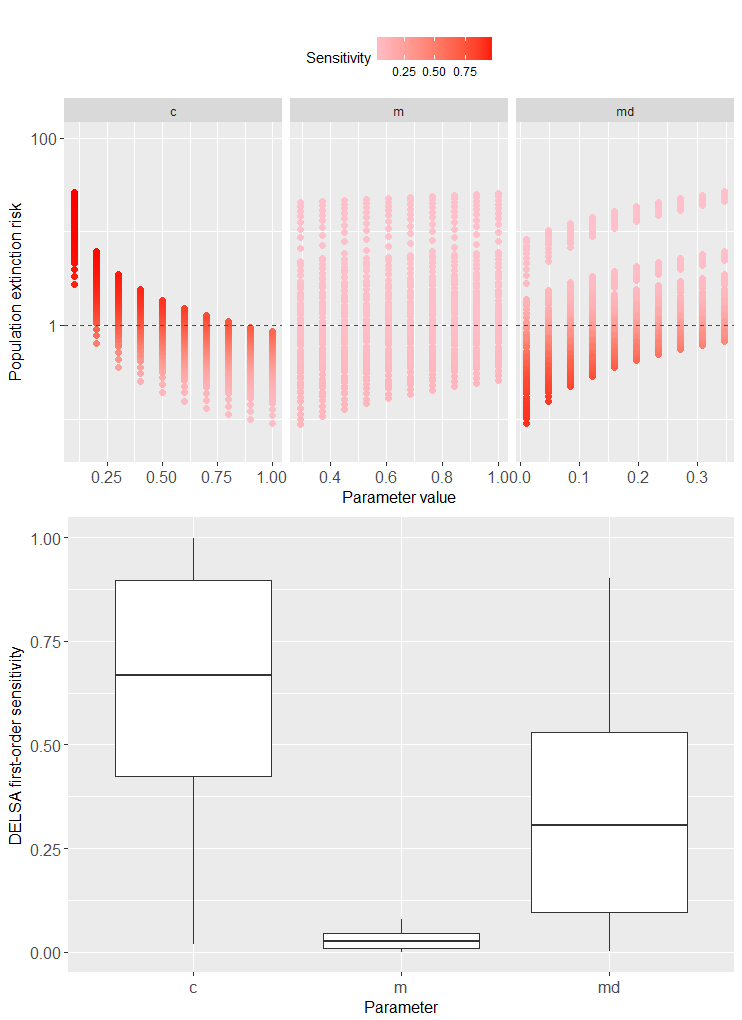 Sensitivity
0.25 0.50 0.75
c m md
100
1
Population extinction risk
0.25 0.50 0.75 1.00 0.4 0.6 0.8 1.00.0 0.1 0.2 0.3
Parameter value
1.00
0.75
0.50
0.25
0.00
DELSA first-order sensitivity
c m md
Parameter